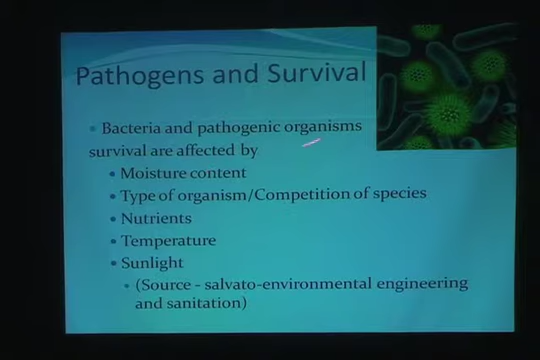 Pathogens and Survival
Bacteria and pathogenic organisms
survival are affected by
Moisture content
Type of organism/Competition of species
Nutrients
Temperature
Sunlight
(Source - salvato-environmental engineering
and sanitation)